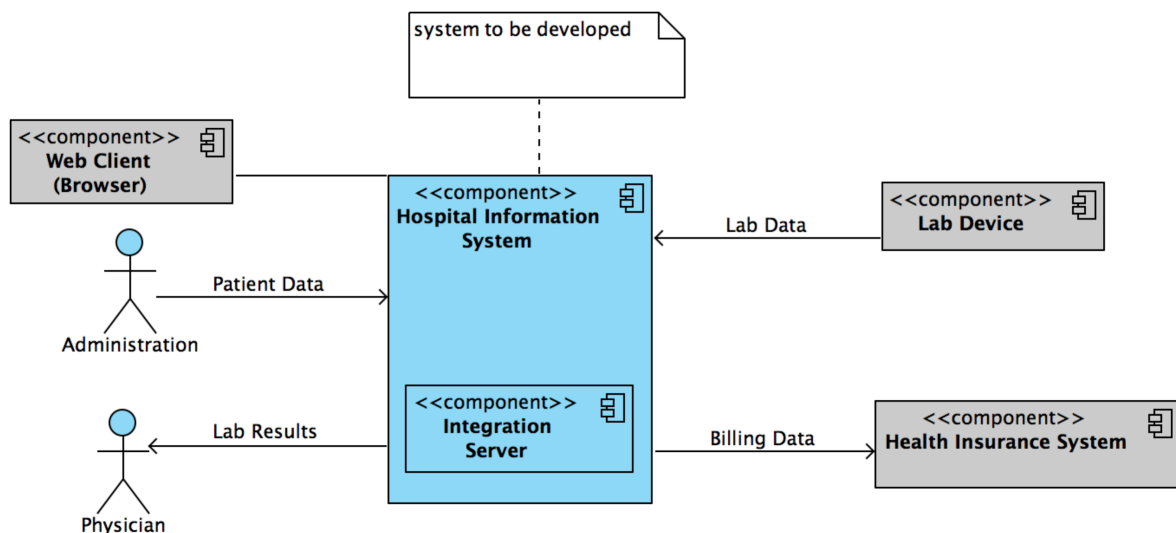 system to be developed
<<component>>
Web Client
(Browser)
<<component>>
Hospital Information
System
<<component>>
Lab Device
Lab Data
Patient Data
Administration
<<component>>
Integration
Server
Lab Results
Physician
Billing Data
<<component>>
Health Insurance System